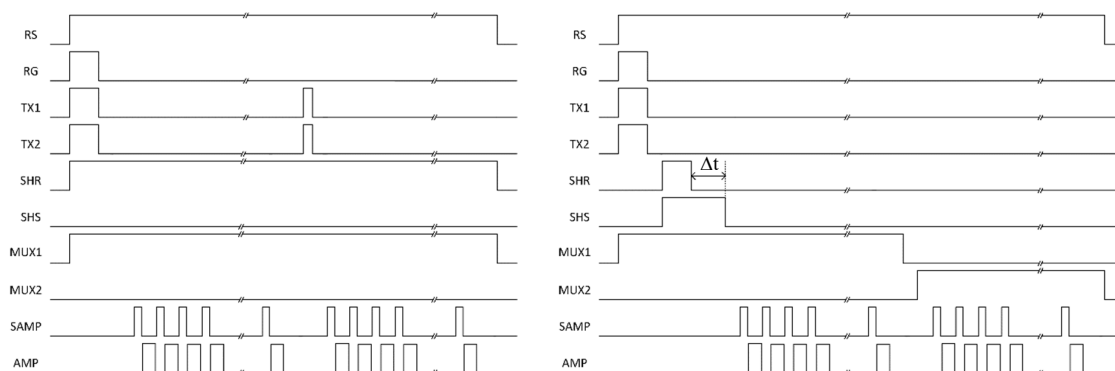 RS
RG
TX1
TX2
SHR
SHS
MUX1
MUX2
SAMP
AMP
RS
RG
TX1
TX2
SHR
Δt
SHS
MUX1
MUX2
SAMP
AMP